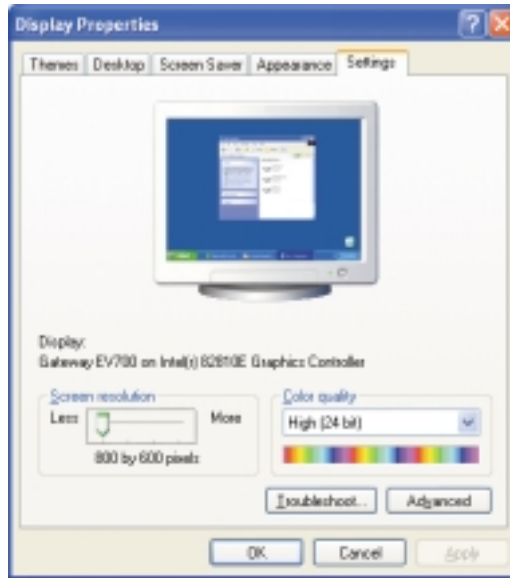 Display Properties
Themes Desktop Screen Saver Appearance Settings
Display:
Gateway EV700 on Intel(r) 82810E Graphics Controller
Screen resolution
Less More
800 by 600 pixels
Color quality
High (24 bit)
Troubleshoot... Advanced
OK Cancel Apply